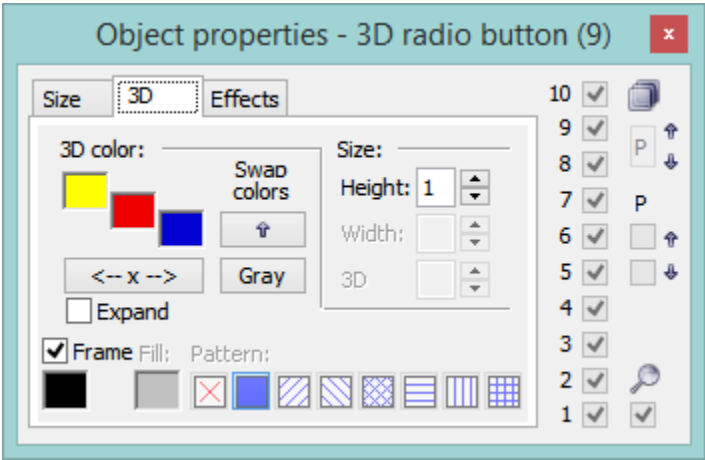 Object properties - 3D radio button (9)
x
Size 3D Effects
3D color:
Swap
colors
<-- x -->
Gray
Expand
Size:
Height: 1
Width:
3D
Frame Fill: Pattern:
10
9
8 P
7 P
6
5
4
3
2
1